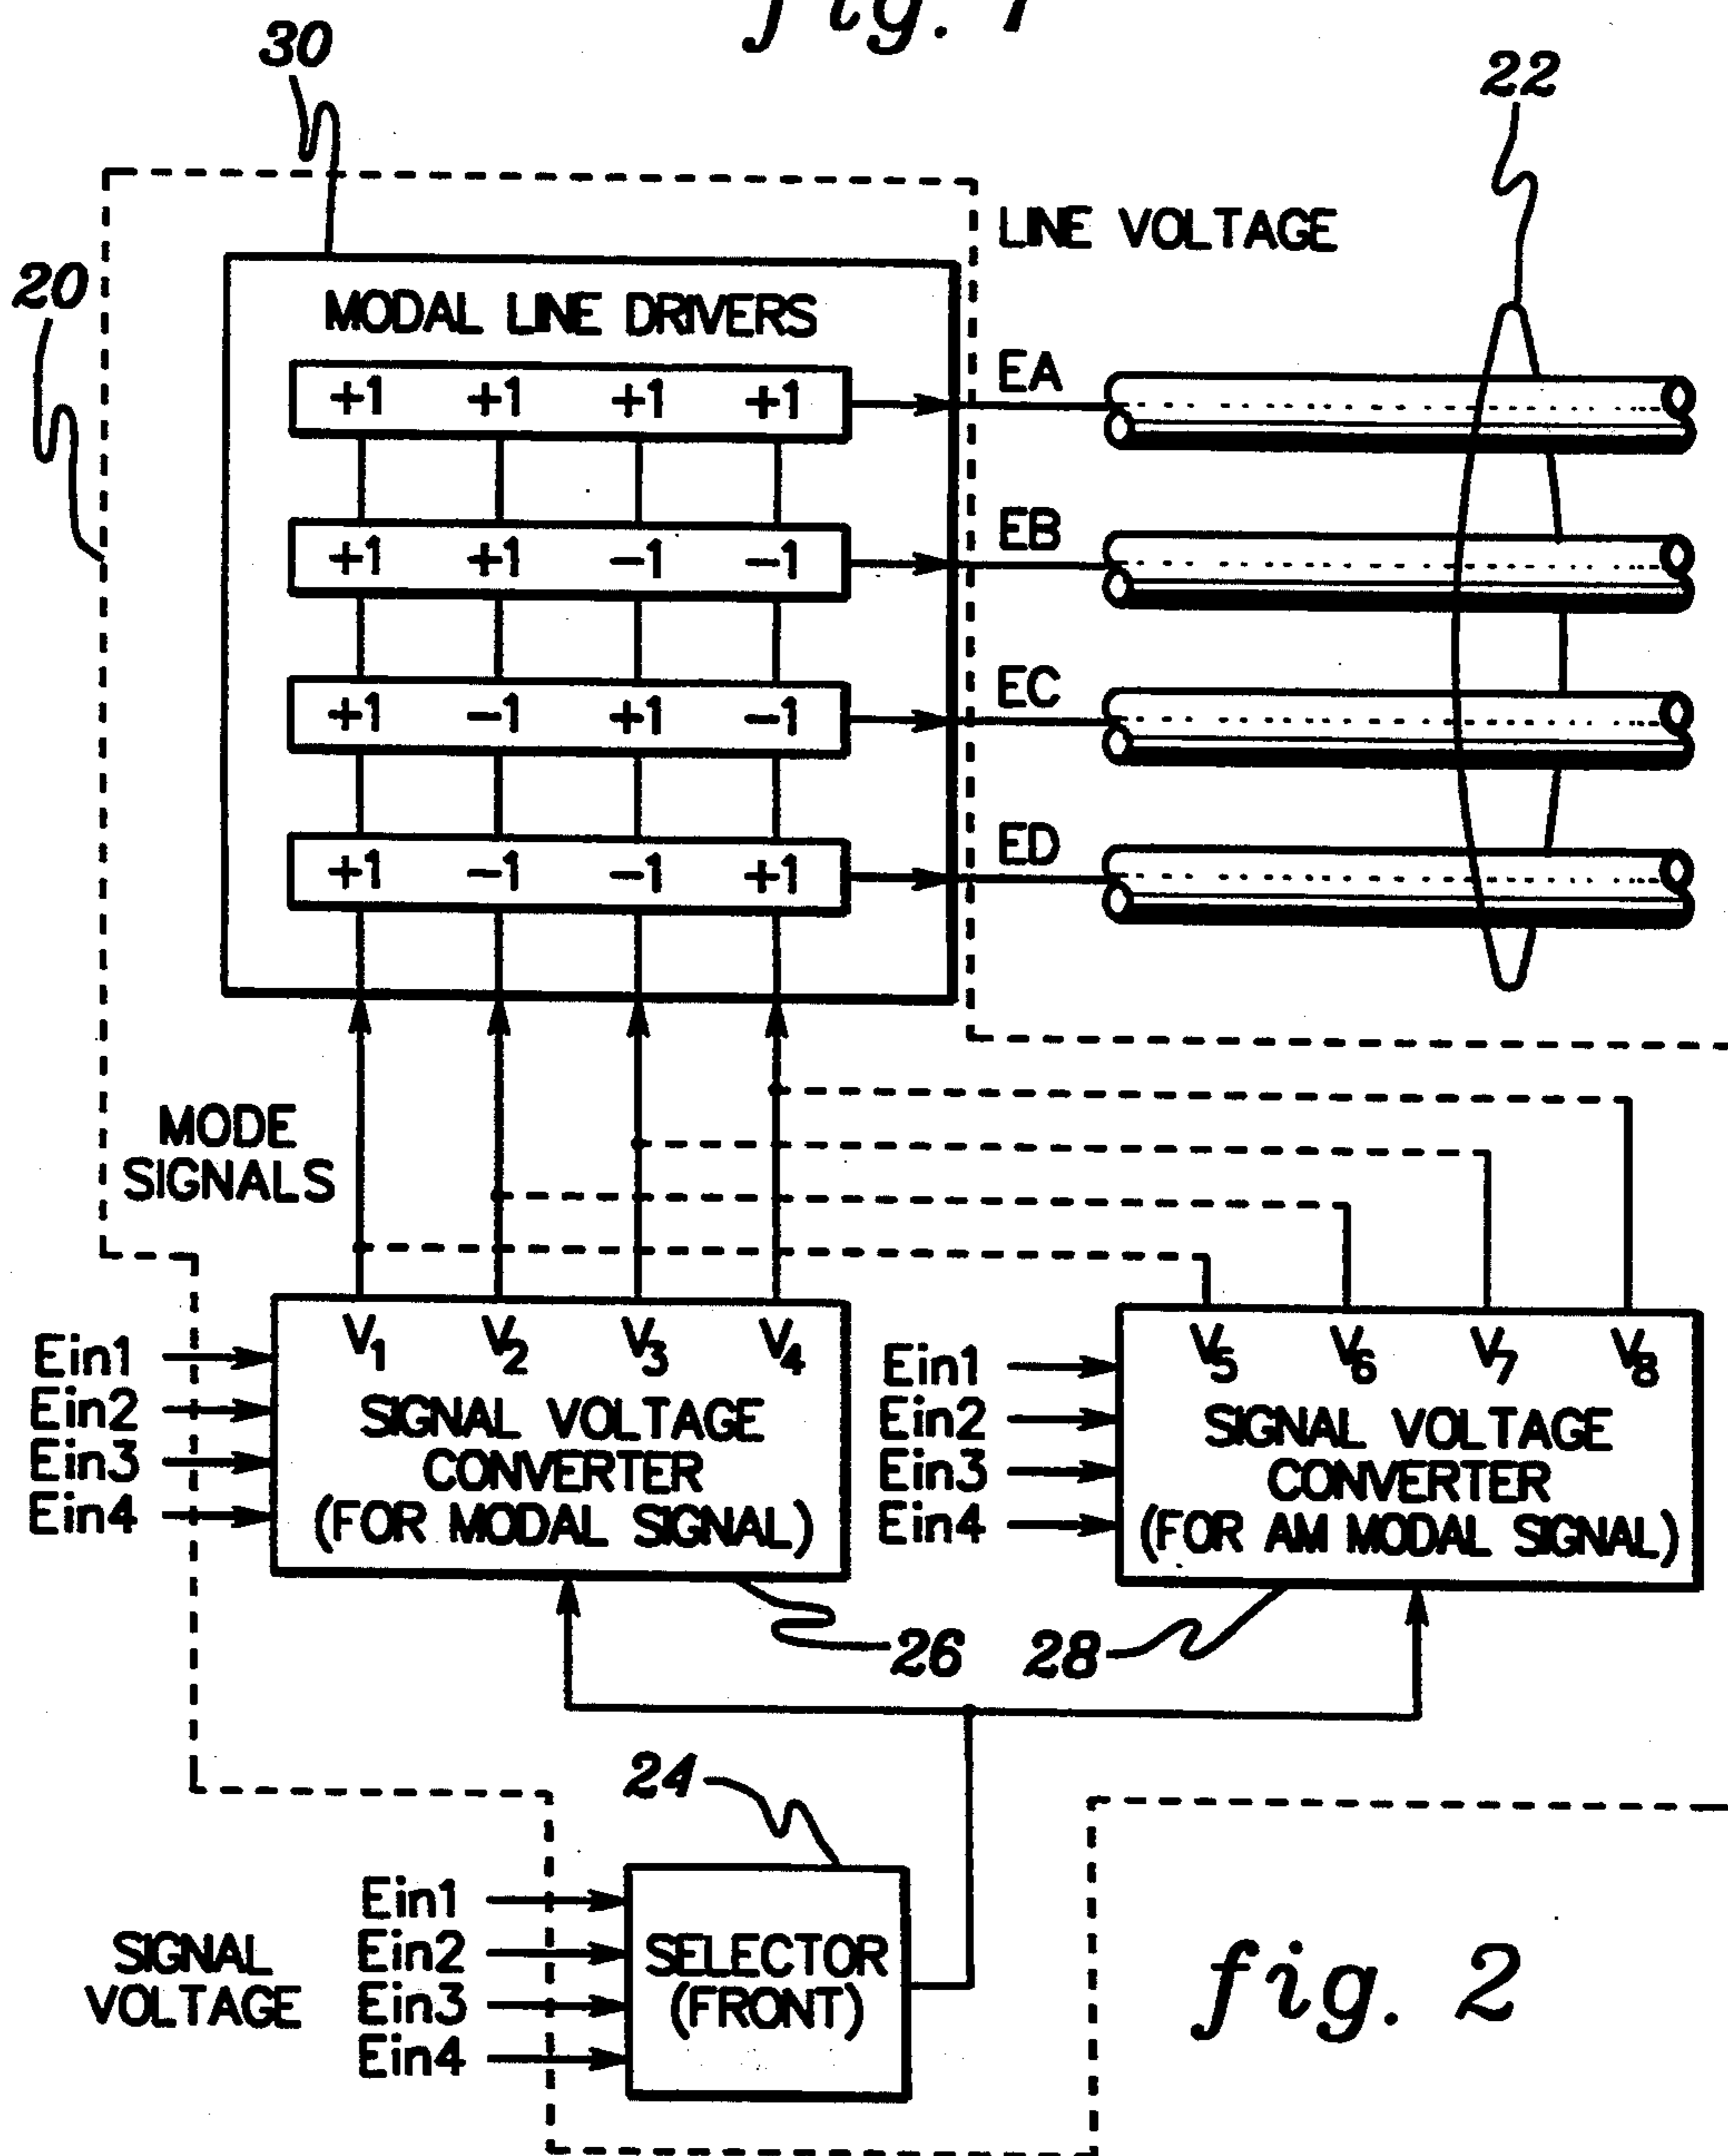 fig. 1
30
22
LINE VOLTAGE
20
MODAL LINE DRIVERS
+1 +1 +1 +1
EA
+1 +1 -1 -1
EB
+1 -1 +1 -1
EC
+1 -1 -1 +1
ED
MODE
SIGNALS
V1 V2 V3 V4
V5 V6 V7 V8
Ein1
Ein2
Ein3
Ein4
SIGNAL VOLTAGE
CONVERTER
(FOR MODAL SIGNAL)
Ein1
Ein2
Ein3
Ein4
SIGNAL VOLTAGE
CONVERTER
(FOR AM MODAL SIGNAL)
26
28
24
SIGNAL
VOLTAGE
Ein1
Ein2
Ein3
Ein4
SELECTOR
(FRONT)
fig. 2